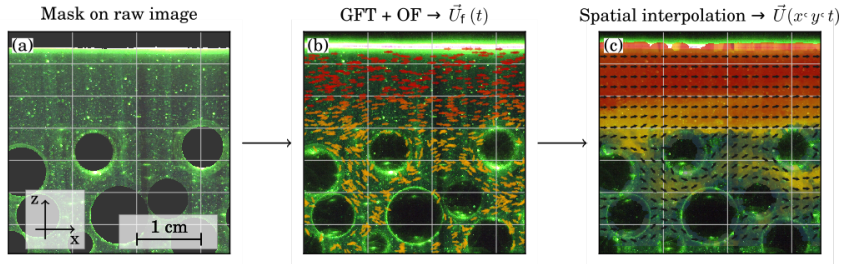 Mask on raw image
GFT + OF → U⃗f (t)
Spatial interpolation → U⃗(x‘ y‘ t)
(a)
(b)
(c)
z
x
1 cm